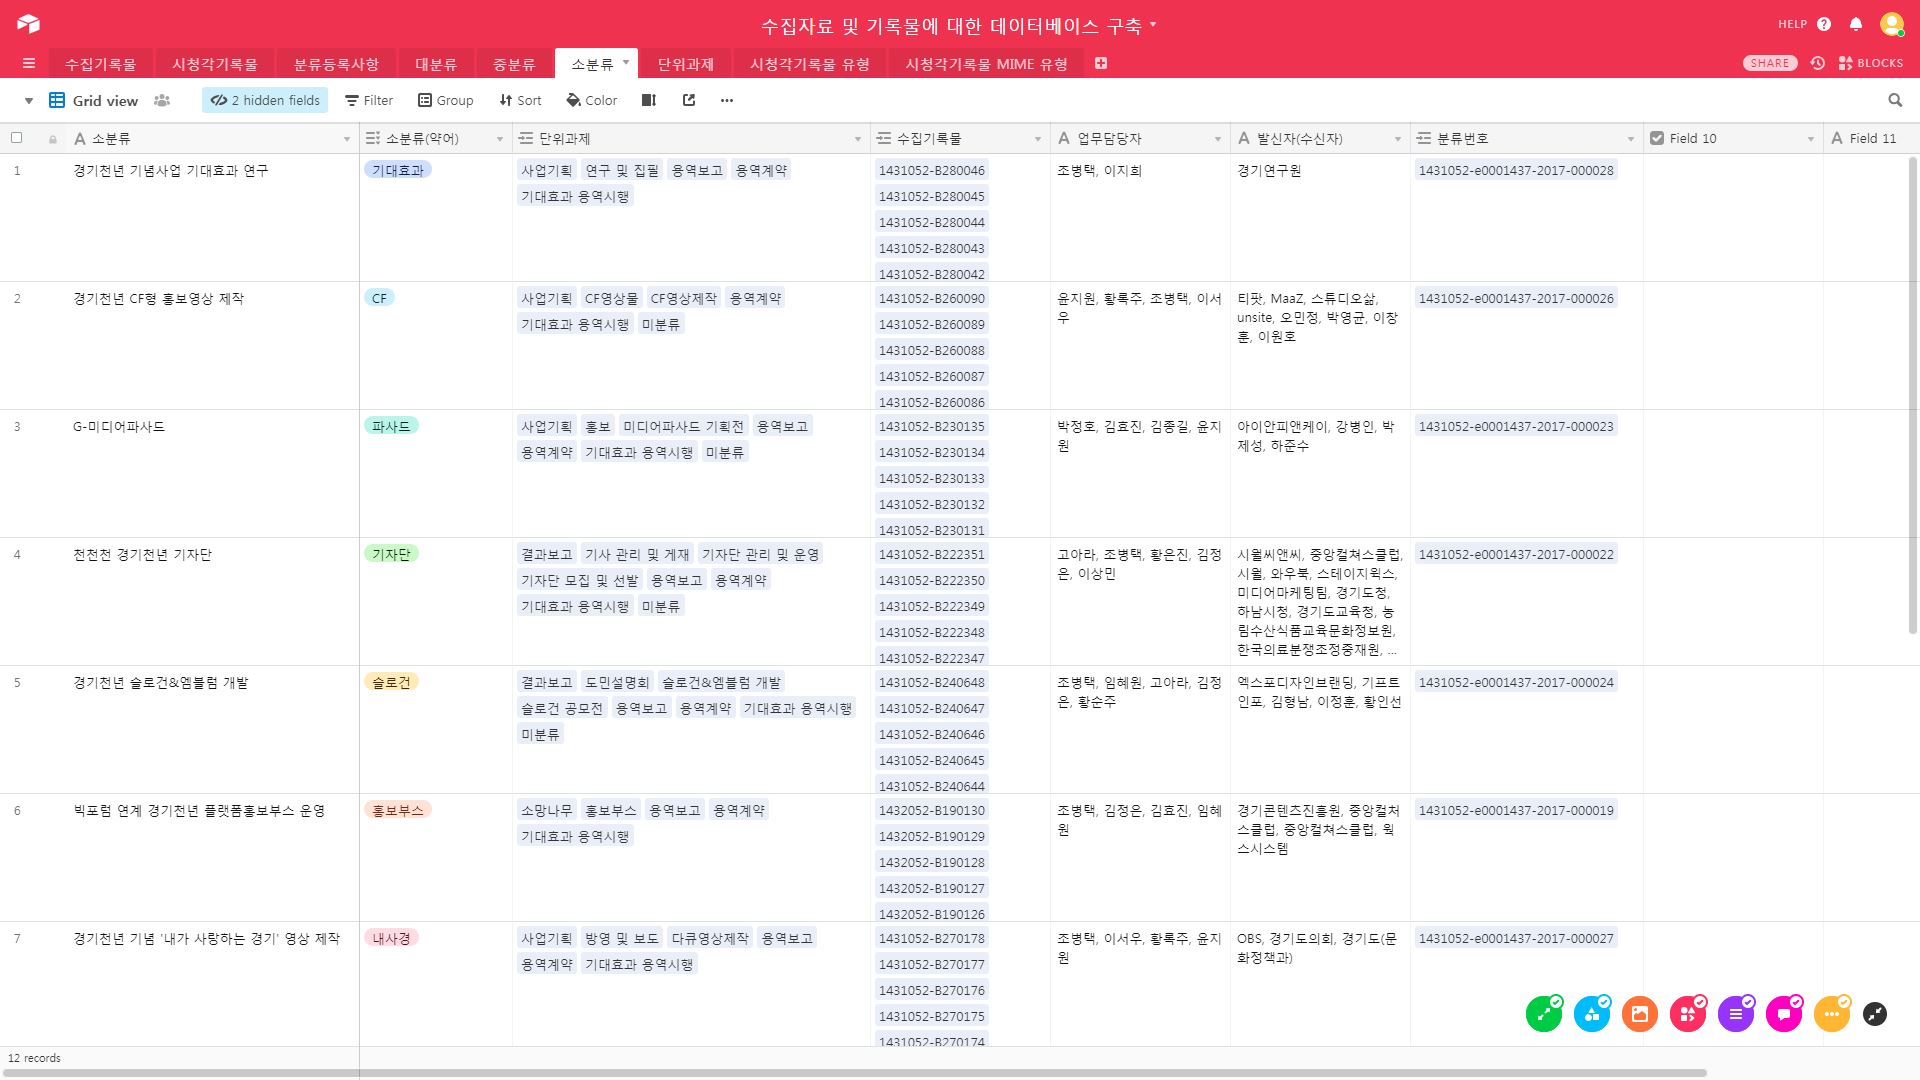 수집자료 및 기록물에 대한 데이터베이스 구축
HELP
수집기록물 시청각기록물 분류등록사항 대분류 중분류 소분류 단위과제 시청각기록물 유형 시청각기록물 MIME 유형
SHARE BLOCKS
Grid view 2 hidden fields Filter Group Sort Color
소분류 소분류(약어) 단위과제 수집기록물 업무담당자 발신자(수신자) 분류번호 Field 10 Field 11
1 경기천년 기념사업 기대효과 연구
기대효과
사업기획 연구 및 집필 용역보고 용역계약
기대효과 용역시행
1431052-B280046
1431052-B280045
1431052-B280044
1431052-B280043
1431052-B280042
조병택, 이지희
경기연구원
1431052-e0001437-2017-000028
2 경기천년 CF형 홍보영상 제작
CF
사업기획 CF영상물 CF영상제작 용역계약
기대효과 용역시행 미분류
1431052-B260090
1431052-B260089
1431052-B260088
1431052-B260087
1431052-B260086
윤지원, 황록주, 조병택, 이서
우
티팟, MaaZ, 스튜디오삶,
unsite, 오민정, 박영균, 이창
훈, 이원호
1431052-e0001437-2017-000026
3 G-미디어파사드
파사드
사업기획 홍보 미디어파사드 기획전 용역보고
용역계약 기대효과 용역시행 미분류
1431052-B230135
1431052-B230134
1431052-B230133
1431052-B230132
1431052-B230131
박정호, 김효진, 김종길, 윤지
원
아이안피앤케이, 강병인, 박
제성, 하준수
1431052-e0001437-2017-000023
4 천천천 경기천년 기자단
기자단
결과보고 기사 관리 및 게재 기자단 관리 및 운영
기자단 모집 및 선발 용역보고 용역계약
기대효과 용역시행 미분류
1431052-B222351
1431052-B222350
1431052-B222349
1431052-B222348
1431052-B222347
고아라, 조병택, 황은진, 김정
은, 이상민
시월씨앤씨, 중앙컬쳐스클럽,
시월, 와우북, 스테이지윅스,
미디어마케팅팀, 경기도청,
하남시청, 경기도교육청, 농
림수산식품교육문화정보원,
한국의료분쟁조정중재원, ...
1431052-e0001437-2017-000022
5 경기천년 슬로건&엠블럼 개발
슬로건
결과보고 도민설명회 슬로건&엠블럼 개발
슬로건 공모전 용역보고 용역계약 기대효과 용역시행
미분류
1431052-B240648
1431052-B240647
1431052-B240646
1431052-B240645
1431052-B240644
조병택, 임혜원, 고아라, 김정
은, 황순주
엑스포디자인브랜딩, 기프트
인포, 김형남, 이정훈, 황인선
1431052-e0001437-2017-000024
6 빅포럼 연계 경기천년 플랫폼홍보부스 운영
홍보부스
소망나무 홍보부스 용역보고 용역계약
기대효과 용역시행
1432052-B190130
1432052-B190129
1432052-B190128
1432052-B190127
1432052-B190126
조병택, 김정은, 김효진, 임혜
원
경기콘텐츠진흥원, 중앙컬처
스클럽, 중앙컬쳐스클럽, 웍
스시스템
1431052-e0001437-2017-000019
7 경기천년 기념 '내가 사랑하는 경기' 영상 제작
내사경
사업기획 방영 및 보도 다큐영상제작 용역보고
용역계약 기대효과 용역시행
1431052-B270178
1431052-B270177
1431052-B270176
1431052-B270175
1431052-B270174
조병택, 이서우, 황록주, 윤지
원
OBS, 경기도의회, 경기도(문
화정책과)
1431052-e0001437-2017-000027
12 records